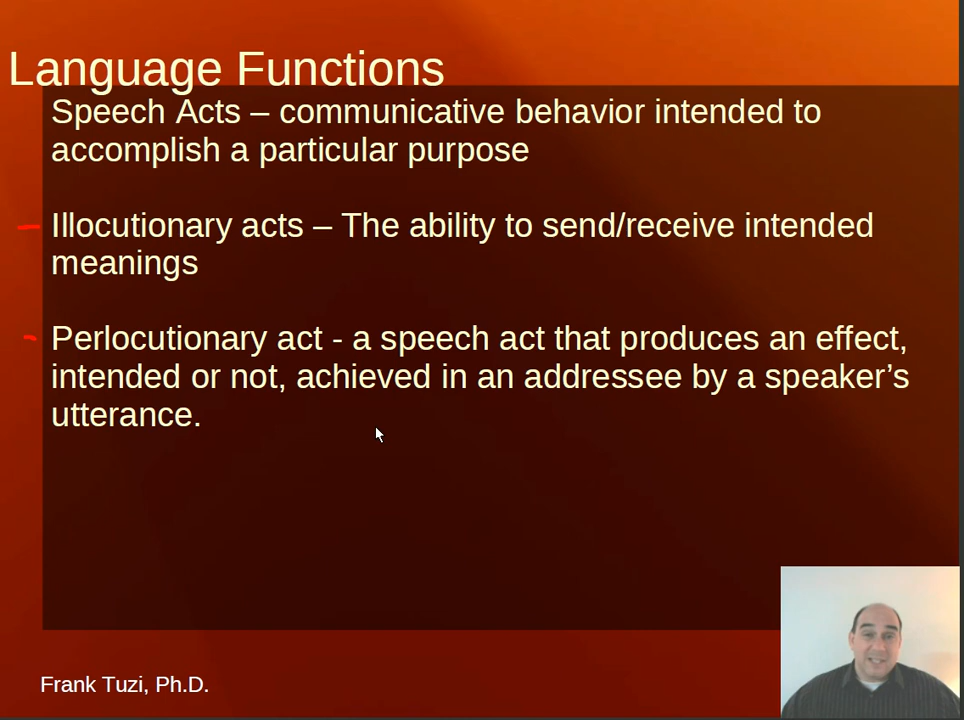 Language Functions
Speech Acts – communicative behavior intended to
accomplish a particular purpose
Illocutionary acts – The ability to send/receive intended
meanings
Perlocutionary act - a speech act that produces an effect,
intended or not, achieved in an addressee by a speaker’s
utterance.
Frank Tuzi, Ph.D.